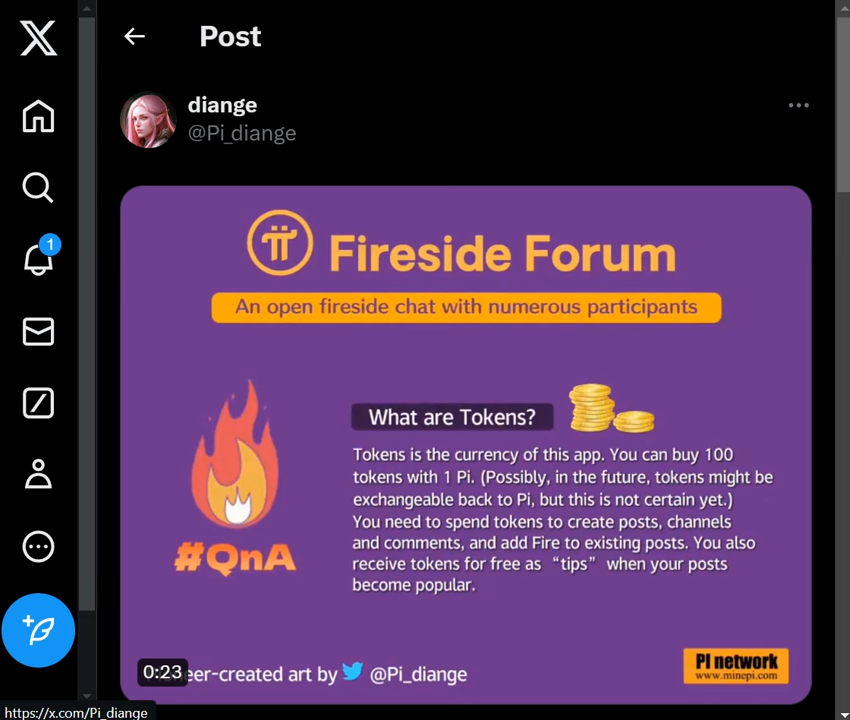 Post
diange
@Pi_diange
1
Fireside Forum
An open fireside chat with numerous participants
What are Tokens?
Tokens is the currency of this app. You can buy 100
tokens with 1 Pi. (Possibly, in the future, tokens might be
exchangeable back to Pi, but this is not certain yet.)
You need to spend tokens to create posts, channels
and comments, and add Fire to existing posts. You also
receive tokens for free as “tips” when your posts
become popular.
#QnA
0:23
eer-created art by @Pi_diange
PI network
www.minepi.com
https://x.com/Pi_diange